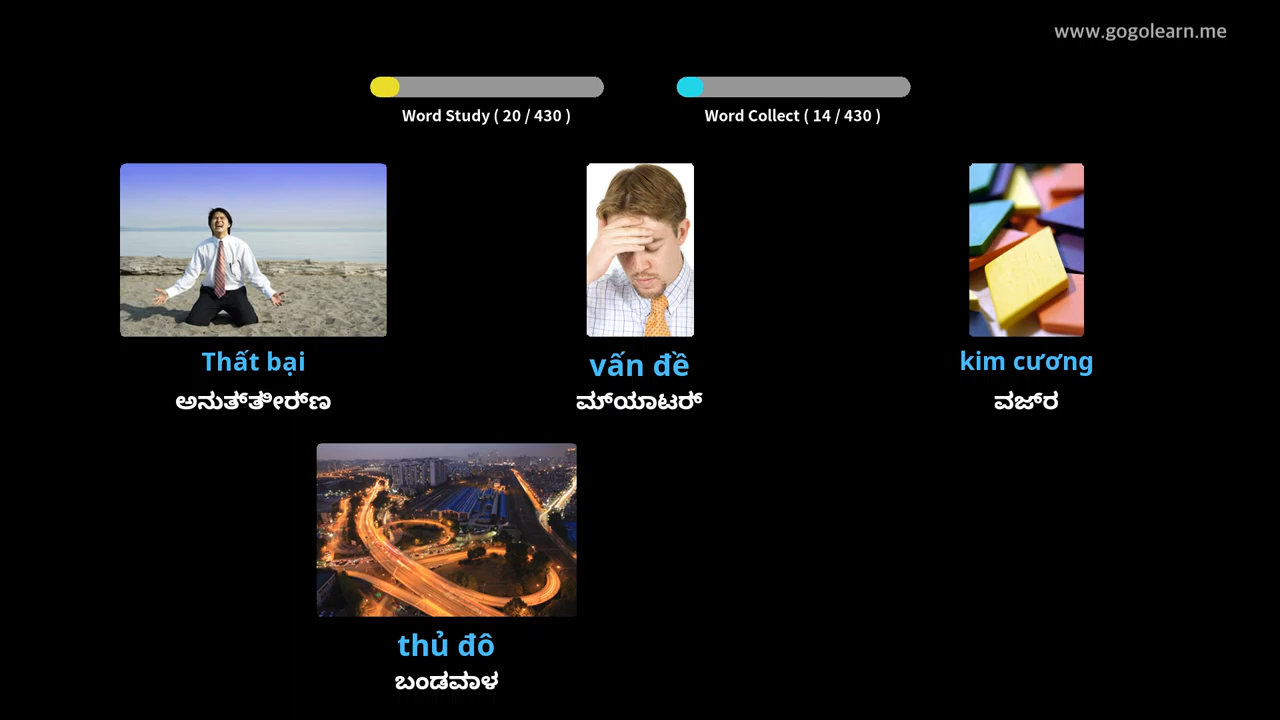 www.gogolearn.me
Word Study ( 20 / 430 )
Word Collect ( 14 / 430 )
Thất bại
ಅನುತ್ತೀರ್ಣ
vấn đề
ಮ್ಯಾಟರ್
kim cương
ವಜ್ರ
thủ đô
ಬಂಡವಾಳ